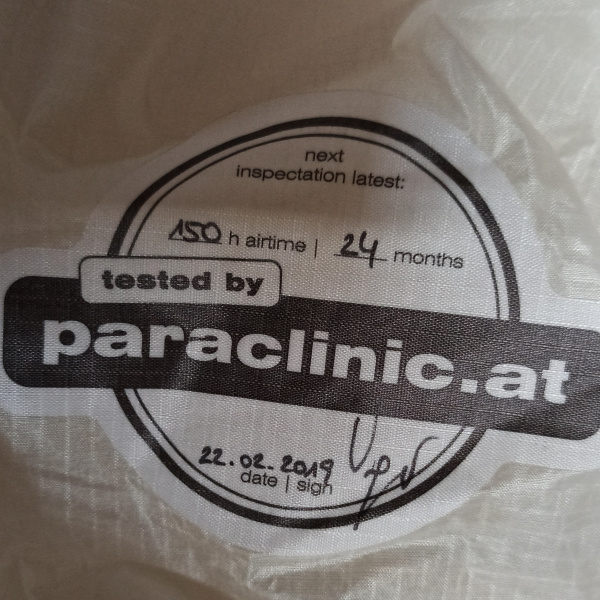 next
inspectation latest:
150 h airtime | 24 months
tested by
paraclinic.at
22.02.2019
date | sign